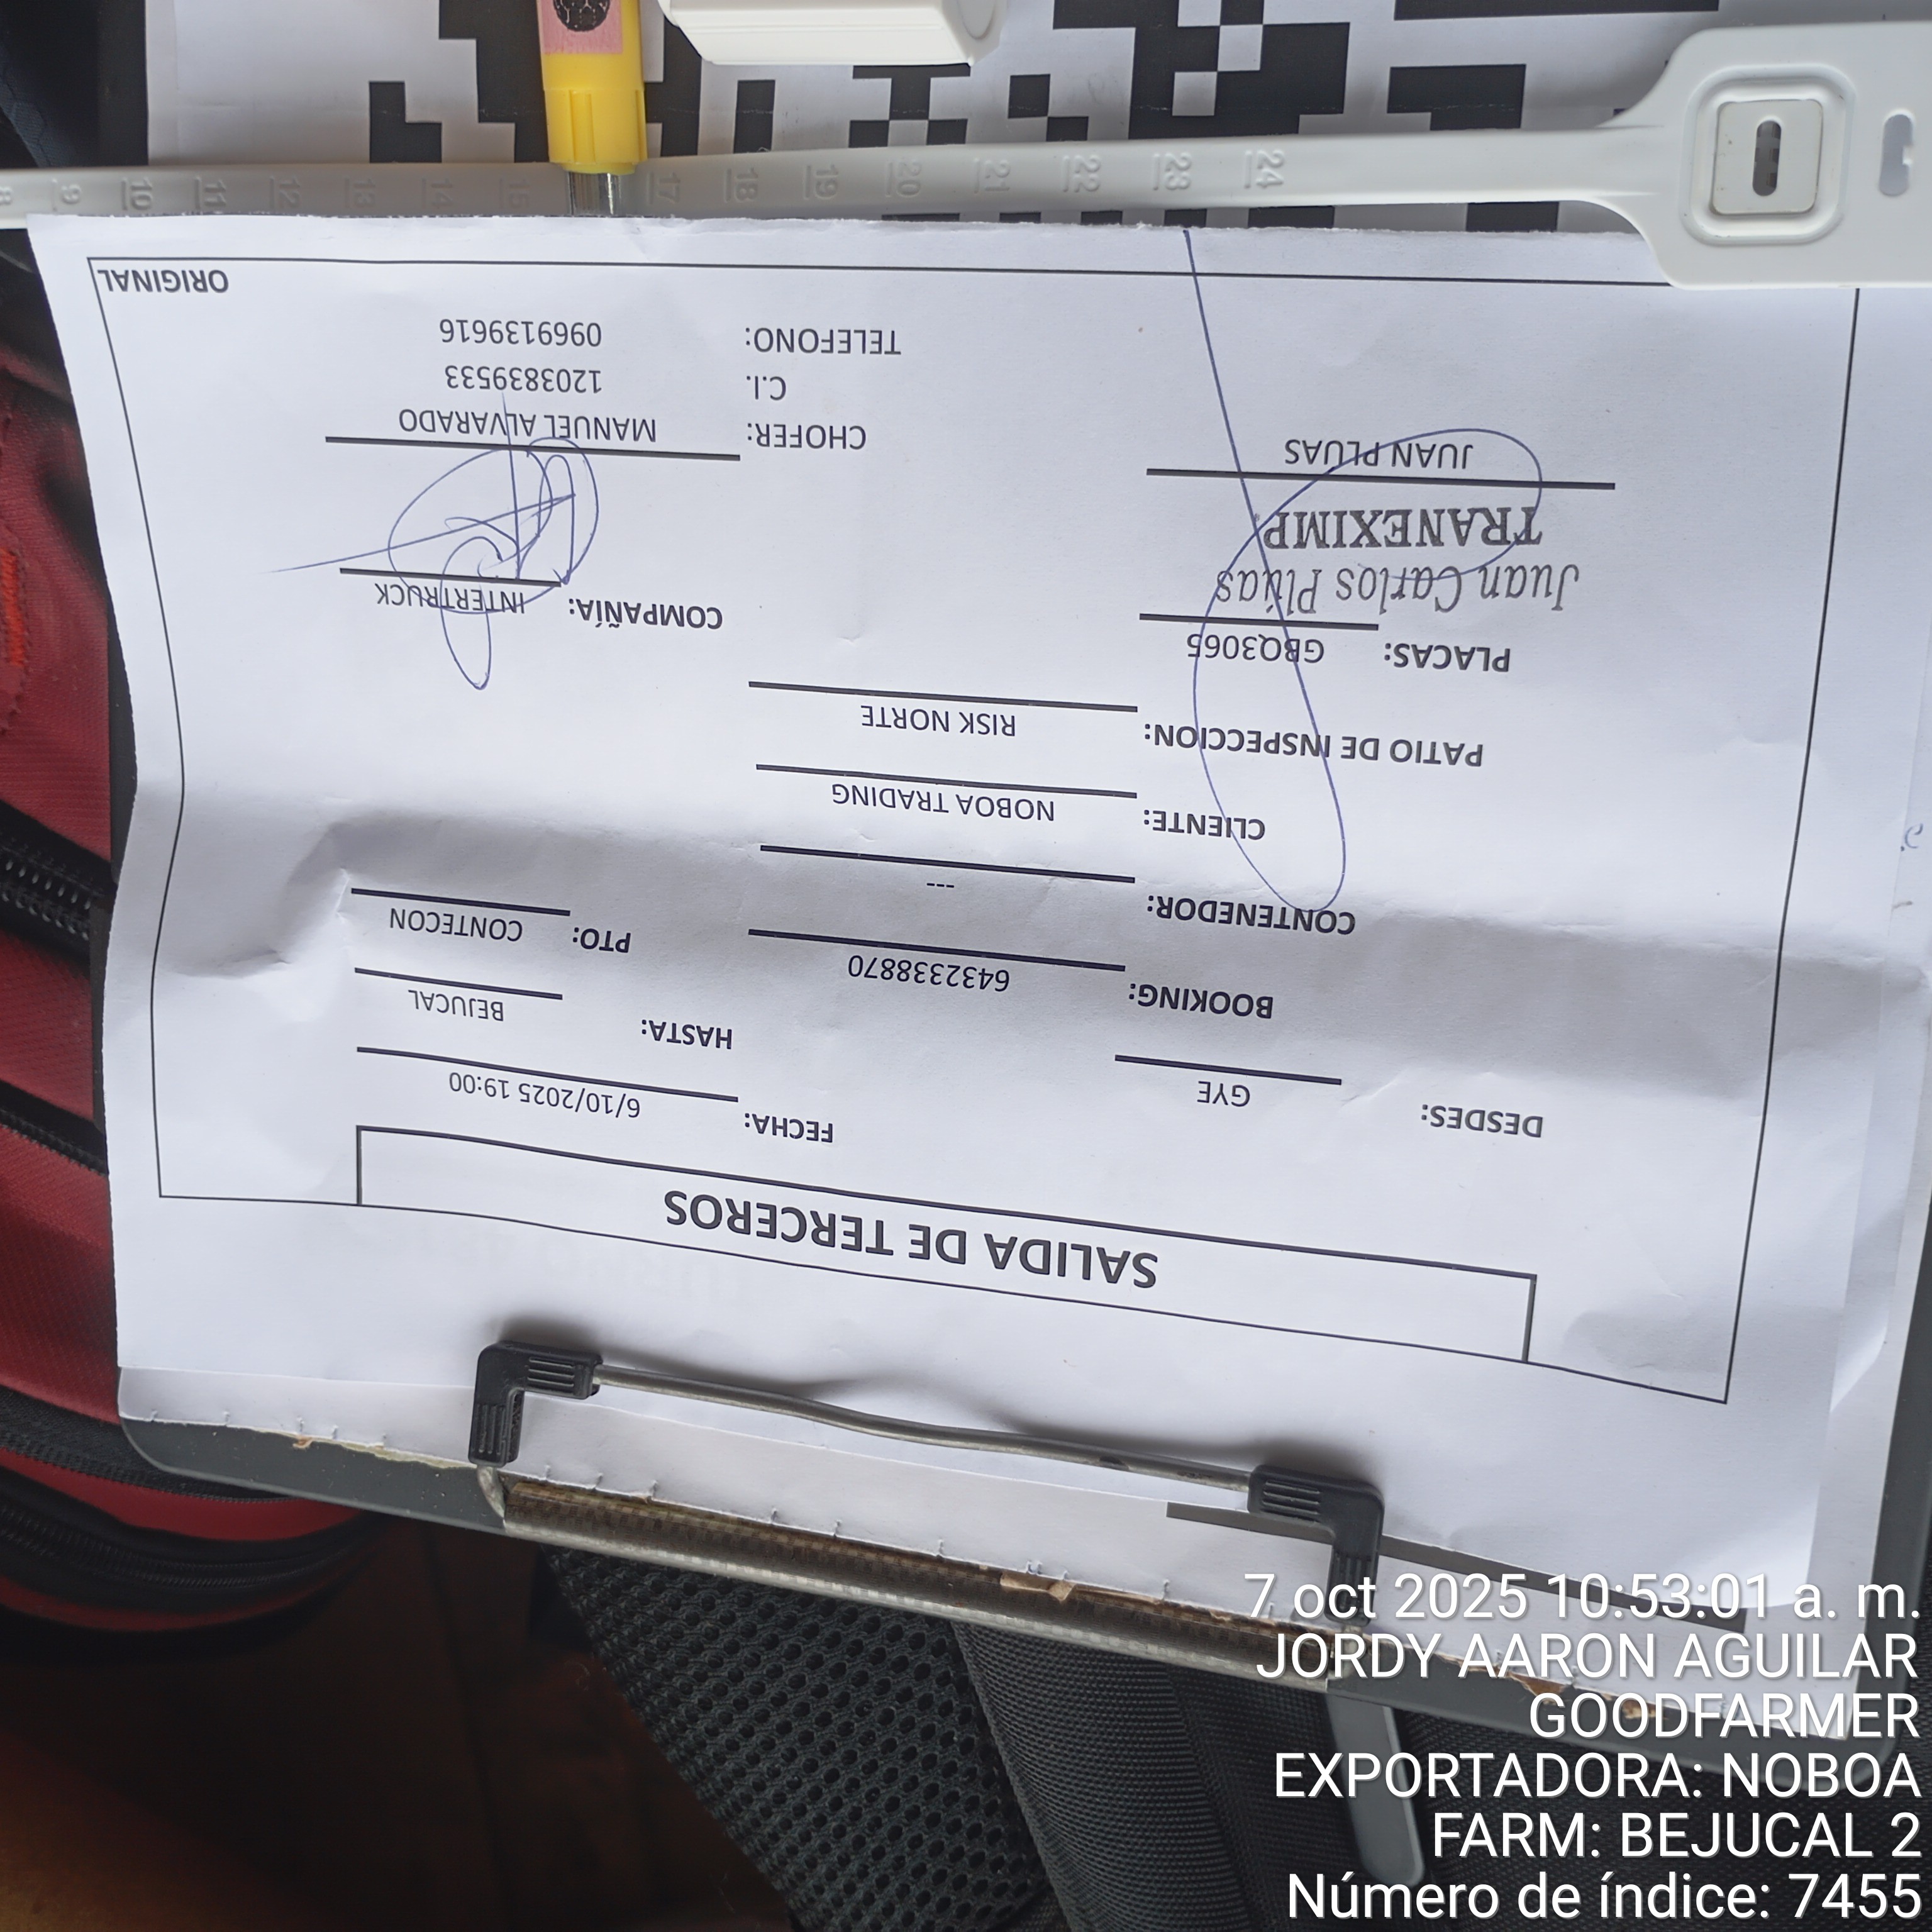 SALIDA DE TERCEROS
DESDES: GYE FECHA: 6/10/2025 19:00
HASTA: BEJUCAL
BOOKING: 6432338870 PTO: CONTECON
CONTENEDOR: ---
CLIENTE: NOBOA TRADING
PATIO DE INSPECCION: RISK NORTE
PLACAS: GBQ3065 COMPAÑÍA: INTERTRUCK
Juan Carlos Plúas
TRANEXIMP
JUAN PLUAS CHOFER: MANUEL ALVARADO
C.I. 1203839533
TELEFONO: 0969139616
ORIGINAL
8 9 10 11 12 13 14 15 17 18 19 20 21 22 23 24
7 oct 2025 10:53:01 a. m.
JORDY AARON AGUILAR
GOODFARMER
EXPORTADORA: NOBOA
FARM: BEJUCAL 2
Número de índice: 7455